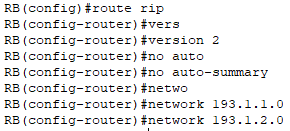 RB(config)#route rip
RB(config-router)#vers
RB(config-router)#version 2
RB(config-router)#no auto
RB(config-router)#no auto-summary
RB(config-router)#netwo
RB(config-router)#network 193.1.1.0
RB(config-router)#network 193.1.2.0